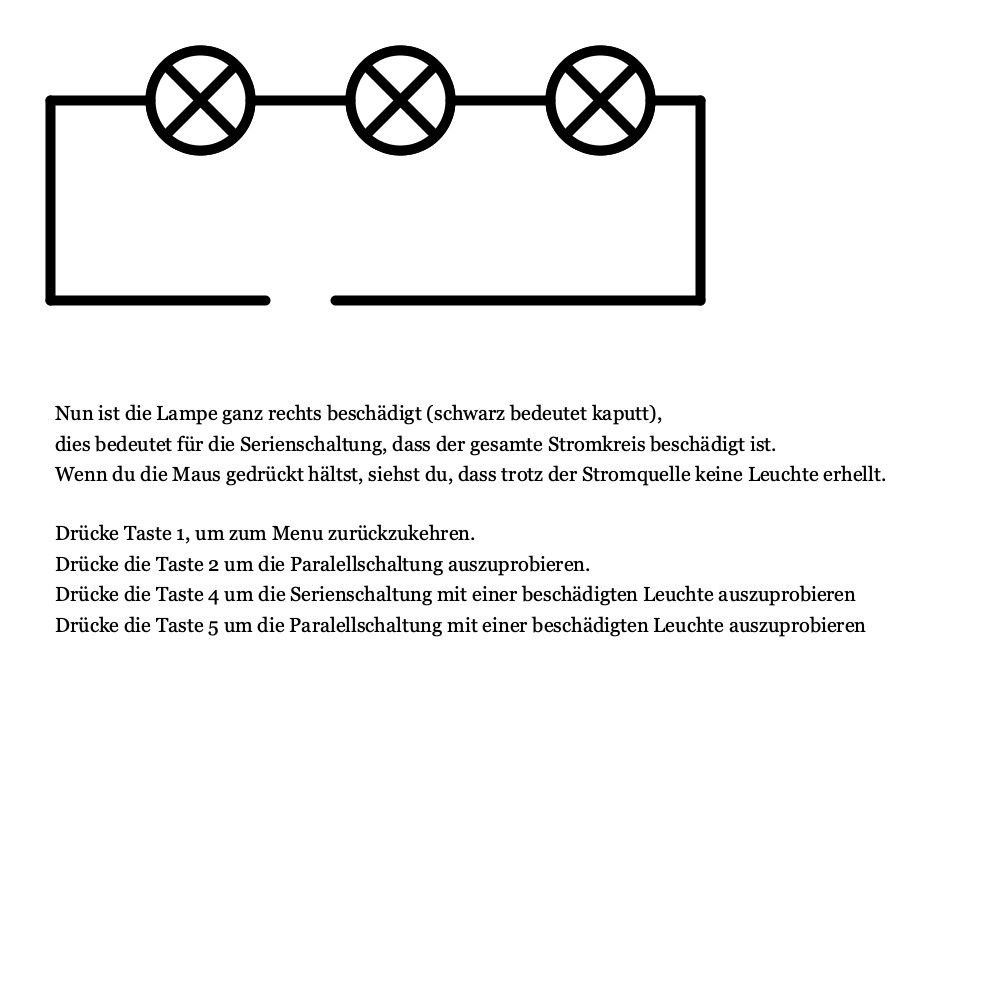 Nun ist die Lampe ganz rechts beschädigt (schwarz bedeutet kaputt),
dies bedeutet für die Serienschaltung, dass der gesamte Stromkreis beschädigt ist.
Wenn du die Maus gedrückt hältst, siehst du, dass trotz der Stromquelle keine Leuchte erhellt.
Drücke Taste 1, um zum Menu zurückzukehren.
Drücke die Taste 2 um die Paralellschaltung auszuprobieren.
Drücke die Taste 4 um die Serienschaltung mit einer beschädigten Leuchte auszuprobieren
Drücke die Taste 5 um die Paralellschaltung mit einer beschädigten Leuchte auszuprobieren